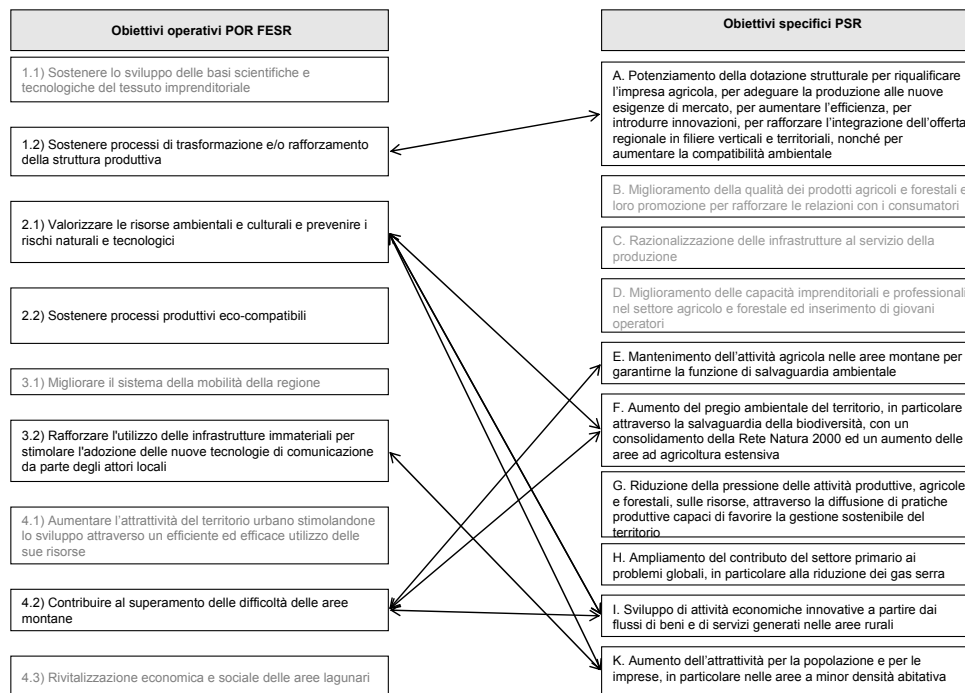 Obiettivi operativi POR FESR
1.1) Sostenere lo sviluppo delle basi scientifiche e
tecnologiche del tessuto imprenditoriale
1.2) Sostenere processi di trasformazione e/o rafforzamento
della struttura produttiva
2.1) Valorizzare le risorse ambientali e culturali e prevenire i
rischi naturali e tecnologici
2.2) Sostenere processi produttivi eco-compatibili
3.1) Migliorare il sistema della mobilità della regione
3.2) Rafforzare l'utilizzo delle infrastrutture immateriali per
stimolare l'adozione delle nuove tecnologie di comunicazione
da parte degli attori locali
4.1) Aumentare l'attrattività del territorio urbano stimolandone
lo sviluppo attraverso un efficiente ed efficace utilizzo delle
sue risorse
4.2) Contribuire al superamento delle difficoltà delle aree
montane
4.3) Rivitalizzazione economica e sociale delle aree lagunari
Obiettivi specifici PSR
A. Potenziamento della dotazione strutturale per riqualificare
l'impresa agricola, per adeguare la produzione alle nuove
esigenze di mercato, per aumentare l'efficienza, per
introdurre innovazioni, per rafforzare l'integrazione dell'offerta
regionale in filiere verticali e territoriali, nonché per
aumentare la compatibilità ambientale
B. Miglioramento della qualità dei prodotti agricoli e forestali e
loro promozione per rafforzare le relazioni con i consumatori
C. Razionalizzazione delle infrastrutture al servizio della
produzione
D. Miglioramento delle capacità imprenditoriali e professionali
nel settore agricolo e forestale ed inserimento di giovani
operatori
E. Mantenimento dell'attività agricola nelle aree montane per
garantirne la funzione di salvaguardia ambientale
F. Aumento del pregio ambientale del territorio, in particolare
attraverso la salvaguardia della biodiversità, con un
consolidamento della Rete Natura 2000 ed un aumento delle
aree ad agricoltura estensiva
G. Riduzione della pressione delle attività produttive, agricole
e forestali, sulle risorse, attraverso la diffusione di pratiche
produttive capaci di favorire la gestione sostenibile del
territorio
H. Ampliamento del contributo del settore primario ai
problemi globali, in particolare alla riduzione dei gas serra
I. Sviluppo di attività economiche innovative a partire dai
flussi di beni e di servizi generati nelle aree rurali
K. Aumento dell'attrattività per la popolazione e per le
imprese, in particolare nelle aree a minor densità abitativa